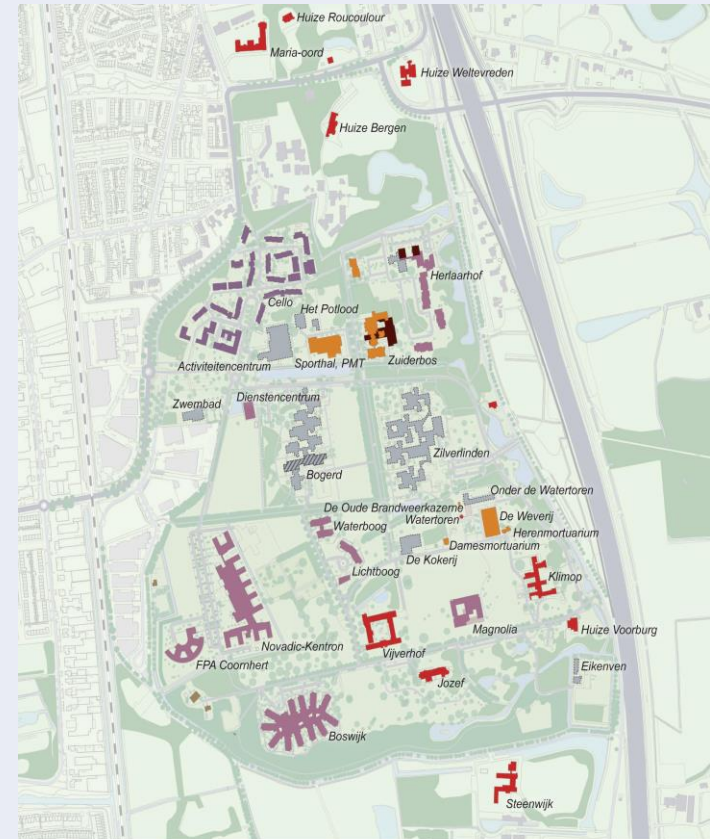 Huize Roucoulour
Maria-oord
Huize Weltevreden
Huize Bergen
Herlaarhof
Cello
Het Potlood
Activiteitencentrum
Sporthal, PMT
Zuiderbos
Zwembad
Dienstencentrum
Zilverlinden
Bogerd
Onder de Watertoren
De Oude Brandweerkazerne
Watertoren
De Weverij
Waterboog
Herenmortuarium
Damesmortuarium
De Kokerij
Lichtboog
Klimop
Magnolia
Huize Voorburg
Novadic-Kentron
Vijverhof
FPA Coornhert
Eikenven
Jozef
Boswijk
Steenwijk